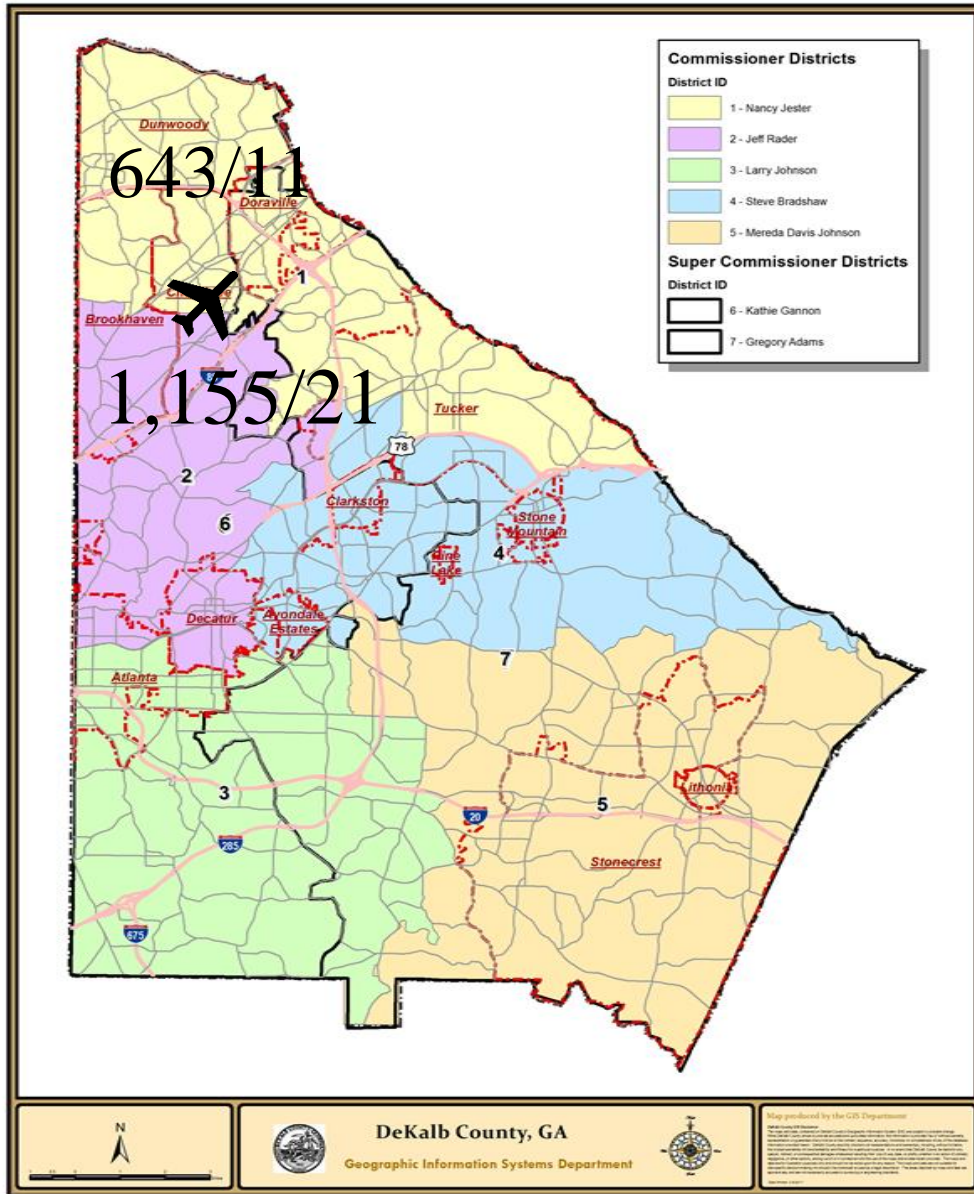 Commissioner Districts
District ID
1 - Nancy Jester
2 - Jeff Rader
3 - Larry Johnson
4 - Steve Bradshaw
5 - Mereda Davis Johnson
Super Commissioner Districts
District ID
6 - Kathie Gannon
7 - Gregory Adams
Dunwoody
643/11
Doraville
1
Brookhaven
1,155/21
Tucker
78
2
Clarkston
Stone
Mountain
6
4
Lake
Decatur
Avondale
Estates
7
Atlanta
3
5
20
285
Stonecrest
675
N
DeKalb County, GA
Geographic Information Systems Department
Map produced by the GIS Department